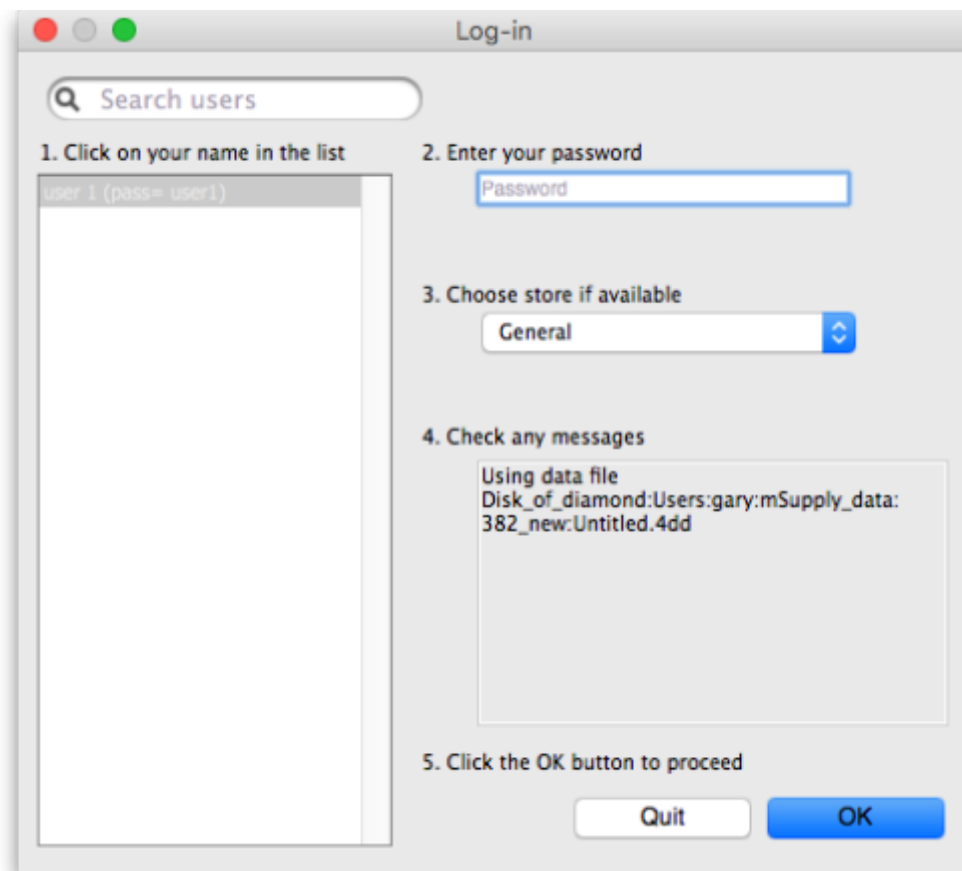 Log-in
Search users
1. Click on your name in the list
user 1 (pass= user1)
2. Enter your password
Password
3. Choose store if available
General
4. Check any messages
Using data file
Disk_of_diamond:Users:gary:mSupply_data:
382_new:Untitled.4dd
5. Click the OK button to proceed
Quit
OK